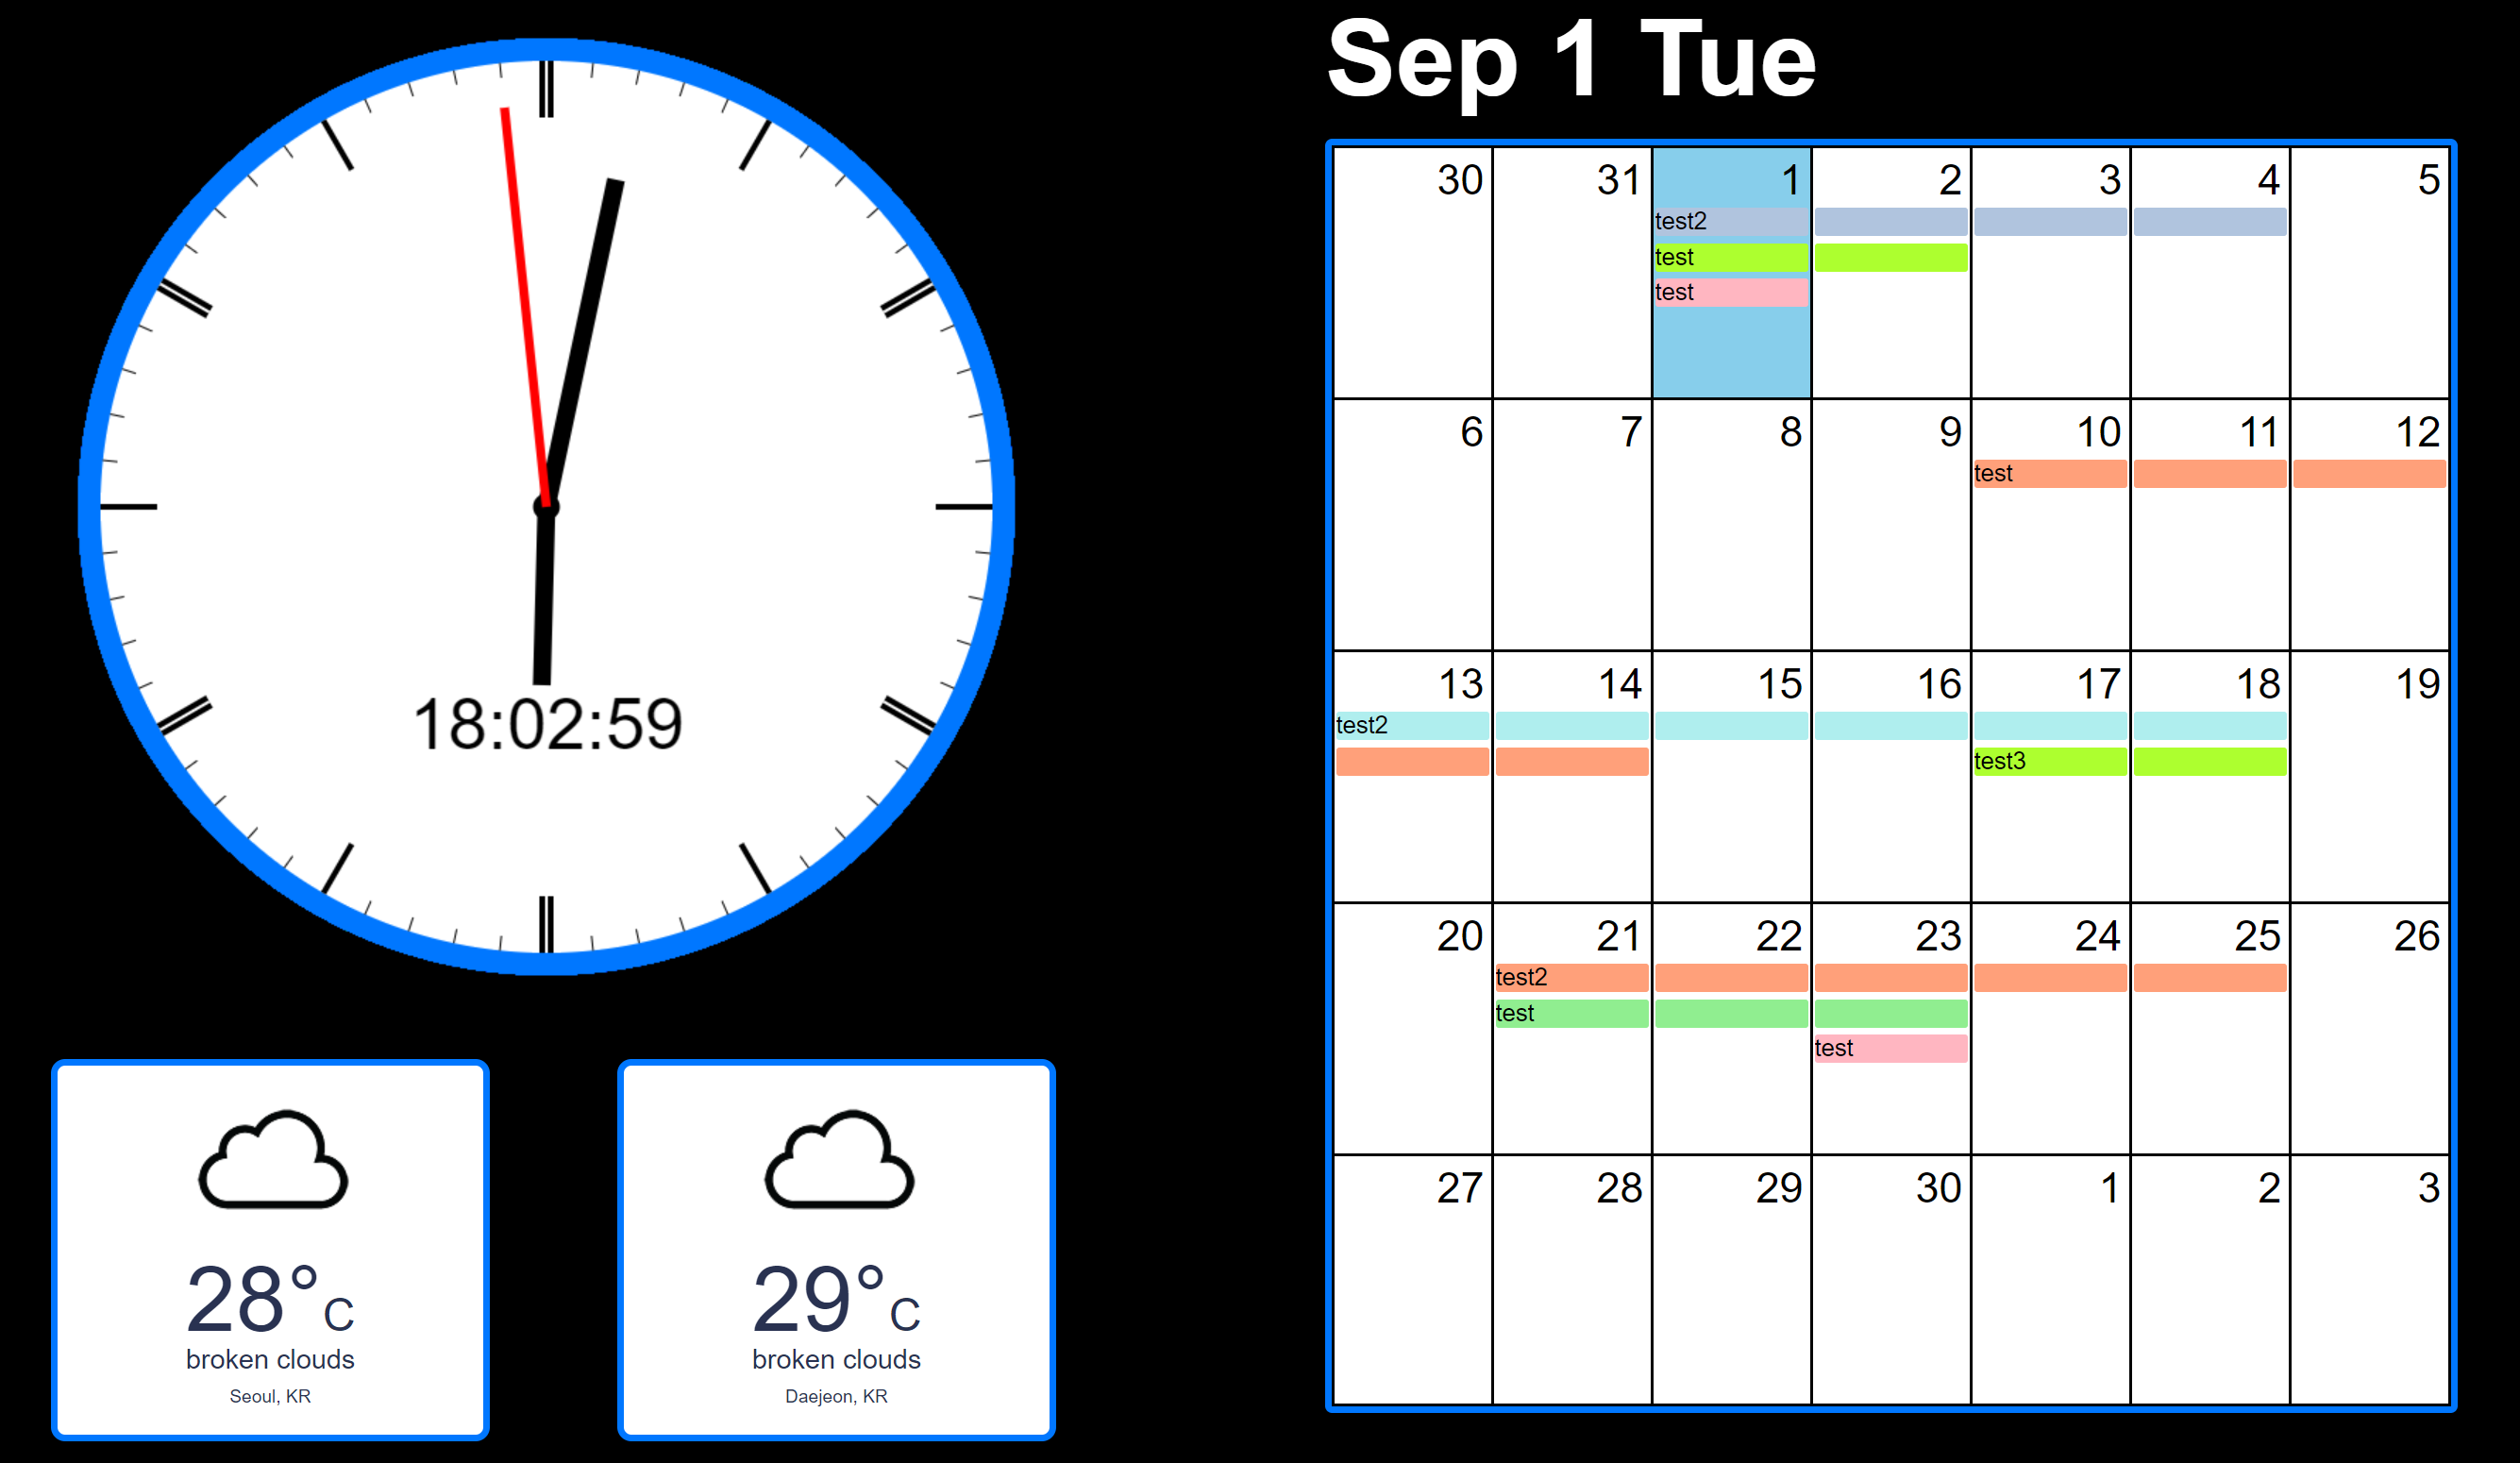 18:02:59
28°C
broken clouds
Seoul, KR
29°C
broken clouds
Daejeon, KR
Sep 1 Tue
30 31 1 2 3 4 5
test2
test
test
6 7 8 9 10 11 12
test
13 14 15 16 17 18 19
test2
test3
20 21 22 23 24 25 26
test2
test
test
27 28 29 30 1 2 3